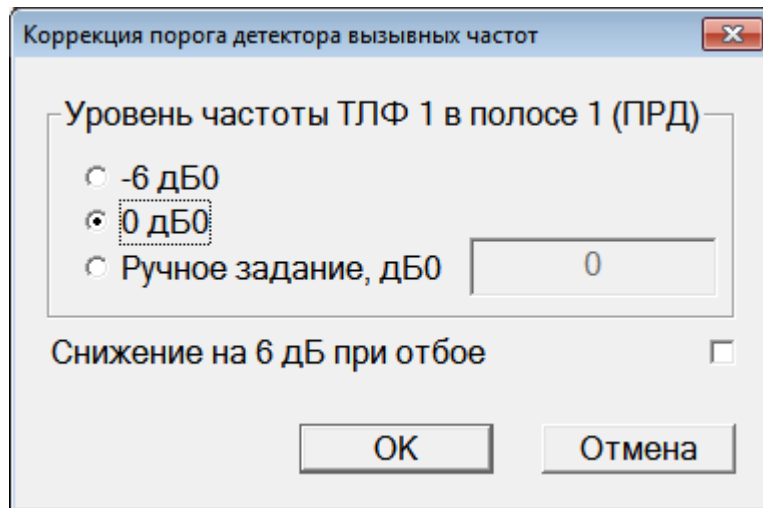 Коррекция порога детектора вызывных частот
Уровень частоты ТЛФ 1 в полосе 1 (ПРД)
-6 дБ0
0 дБ0
Ручное задание, дБ0 0
Снижение на 6 дБ при отбое
OK Отмена